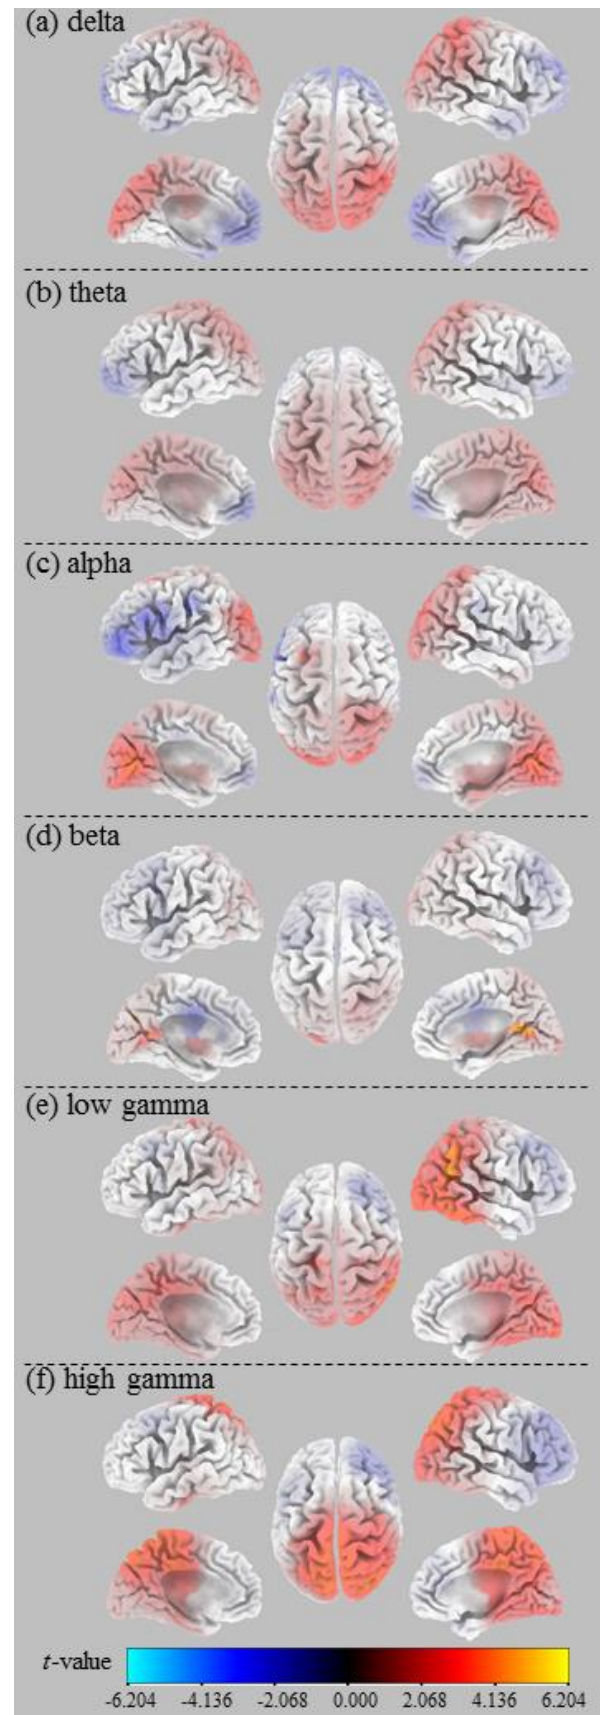 (a) delta
(b) theta
(c) alpha
(d) beta
(e) low gamma
(f) high gamma
t-value
-6.204 -4.136 -2.068 0.000 2.068 4.136 6.204